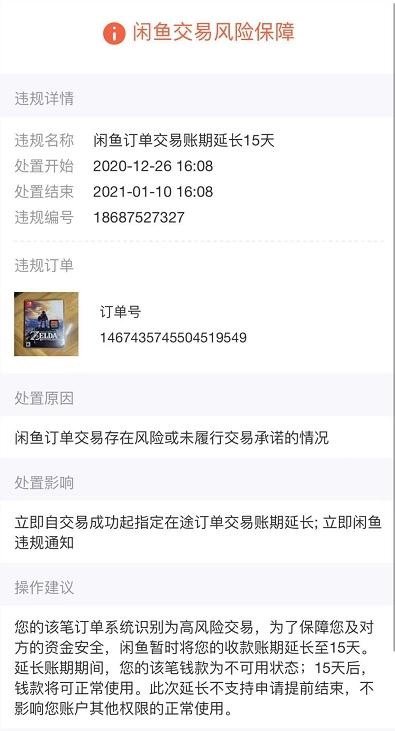 闲鱼交易风险保障
违规详情
违规名称 闲鱼订单交易账期延长15天
处置开始 2020-12-26 16:08
处置结束 2021-01-10 16:08
违规编号 18687527327
违规订单
ZELDA
订单号
1467435745504519549
处置原因
闲鱼订单交易存在风险或未履行交易承诺的情况
处置影响
立即自交易成功起指定在途订单交易账期延长; 立即闲鱼
违规通知
操作建议
您的该笔订单系统识别为高风险交易，为了保障您及对
方的资金安全，闲鱼暂时将您的收款账期延长至15天。
延长账期期间，您的该笔钱款为不可用状态；15天后，
钱款将可正常使用。此次延长不支持申请提前结束，不
影响您账户其他权限的正常使用。